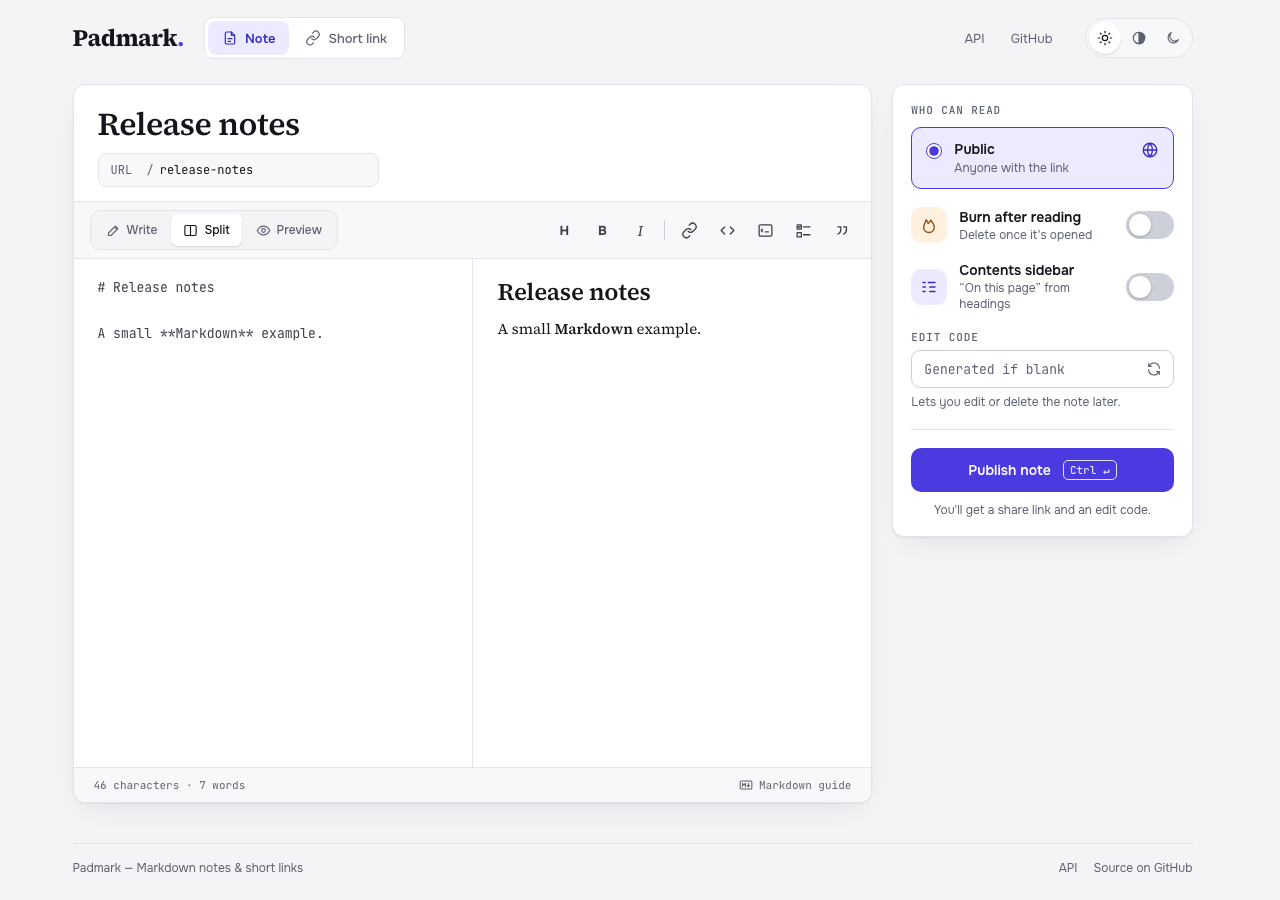 Padmark.
Note
Short link
API
GitHub
Release notes
URL / release-notes
Write
Split
Preview
H
B
I
# Release notes
A small **Markdown** example.
Release notes
A small Markdown example.
46 characters · 7 words
Markdown guide
WHO CAN READ
Public
Anyone with the link
Burn after reading
Delete once it's opened
Contents sidebar
“On this page” from
headings
EDIT CODE
Generated if blank
Lets you edit or delete the note later.
Publish note Ctrl ↵
You'll get a share link and an edit code.
Padmark — Markdown notes & short links
API
Source on GitHub